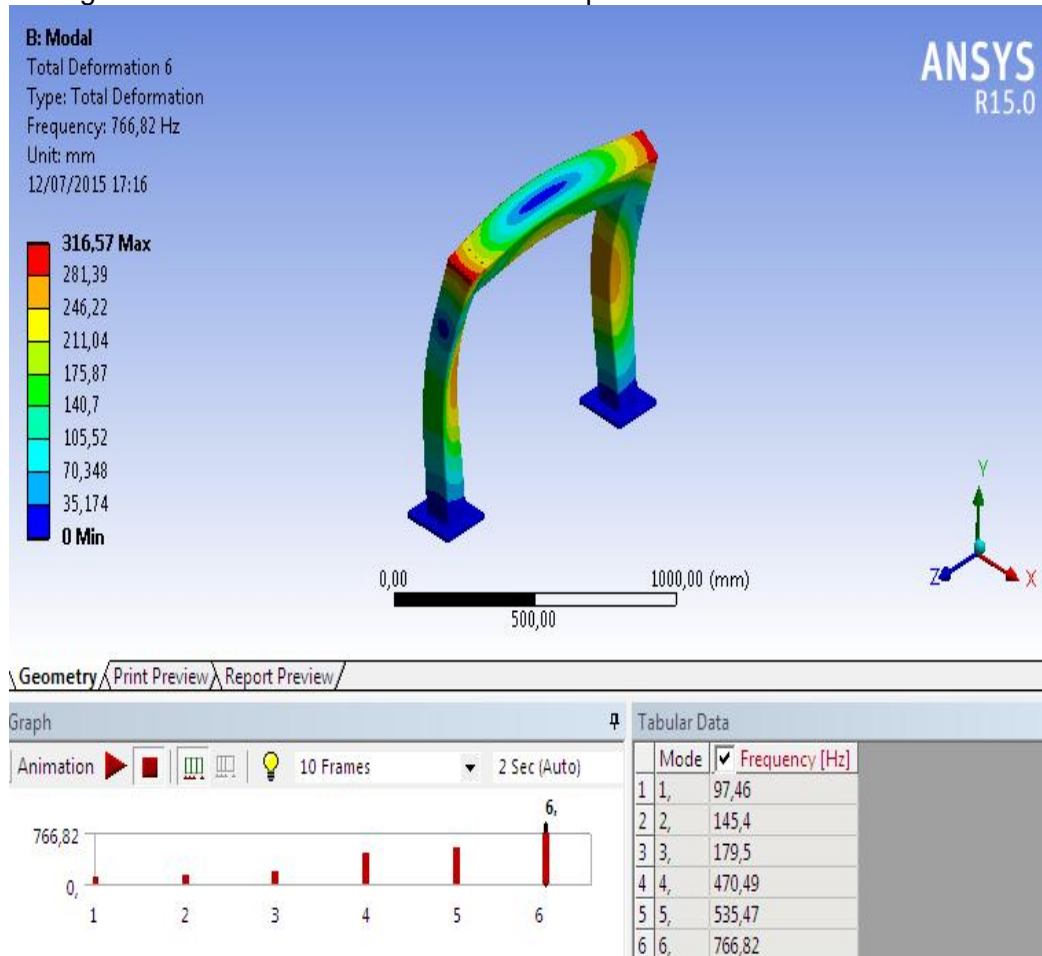 B: Modal
Total Deformation 6
Type: Total Deformation
Frequency: 766,82 Hz
Unit: mm
12/07/2015 17:16
ANSYS
R15.0
316,57 Max
281,39
246,22
211,04
175,87
140,7
105,52
70,348
35,174
0 Min
0,00
1000,00 (mm)
500,00
Y
Z
X
Geometry Print Preview Report Preview
Graph
Animation 10 Frames 2 Sec (Auto)
6,
766,82
0,
1 2 3 4 5 6
Tabular Data
Mode Frequency [Hz]
1 1, 97,46
2 2, 145,4
3 3, 179,5
4 4, 470,49
5 5, 535,47
6 6, 766,82